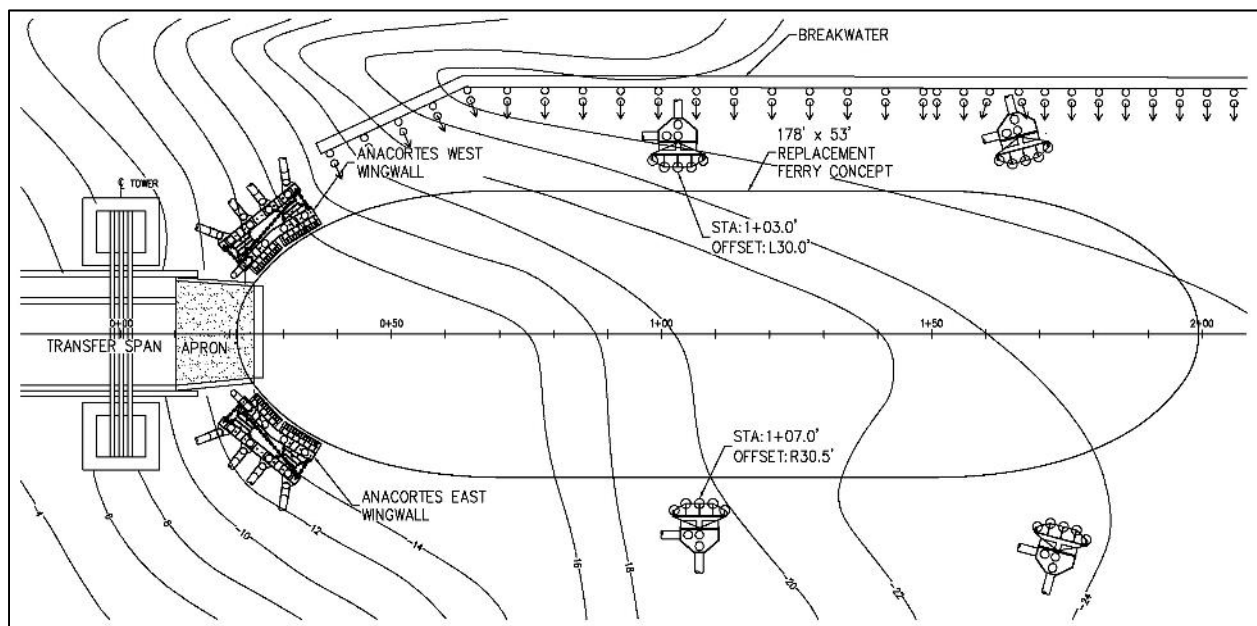 BREAKWATER
178' x 53'
REPLACEMENT
FERRY CONCEPT
ANACORTES WEST
WINGWALL
℄ TOWER
STA:1+03.0'
OFFSET:L30.0'
0+00
0+50
1+00
1+50
2+00
TRANSFER SPAN
APRON
STA:1+07.0'
OFFSET:R30.5'
ANACORTES EAST
WINGWALL
-4
-6
-8
-10
-12
-14
-16
-18
-20
-22
-24